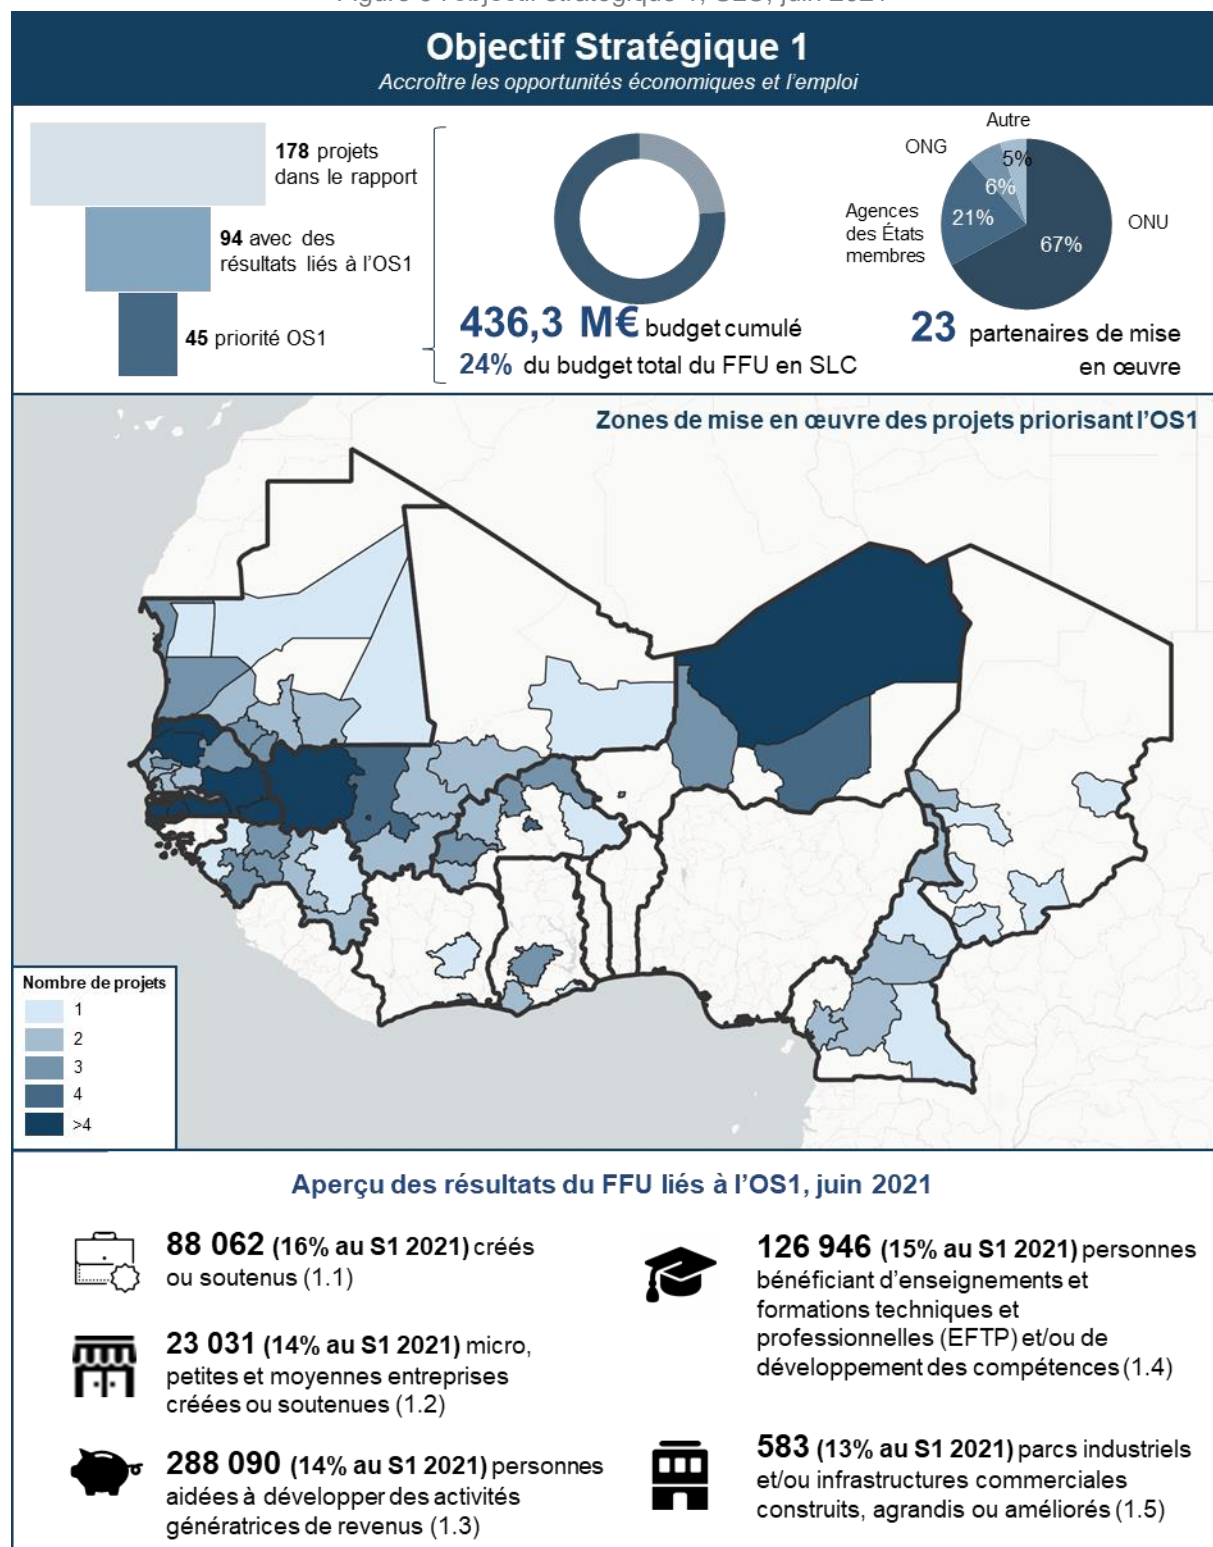 Figure 3 : objectif stratégique 1, SLC, juin 2021
Objectif Stratégique 1
Accroître les opportunités économiques et l'emploi
178 projets
dans le rapport
94 avec des
résultats liés à l'OS1
45 priorité OS1
436,3 M€ budget cumulé
24% du budget total du FFU en SLC
Autre
ONG
5%
6%
Agences
des États
membres
21%
67%
ONU
23 partenaires de mise
en œuvre
Zones de mise en œuvre des projets priorisant l'OS1
Nombre de projets
1
2
3
4
>4
Aperçu des résultats du FFU liés à l'OS1, juin 2021
88 062 (16% au S1 2021) créés
ou soutenus (1.1)
23 031 (14% au S1 2021) micro,
petites et moyennes entreprises
créées ou soutenues (1.2)
288 090 (14% au S1 2021) personnes
aidées à développer des activités
génératrices de revenus (1.3)
126 946 (15% au S1 2021) personnes
bénéficiant d'enseignements et
formations techniques et
professionnelles (EFTP) et/ou de
développement des compétences (1.4)
583 (13% au S1 2021) parcs industriels
et/ou infrastructures commerciales
construits, agrandis ou améliorés (1.5)